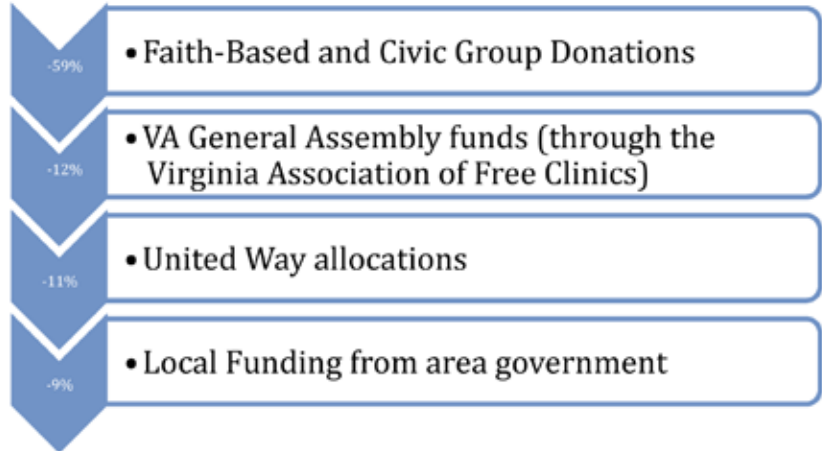 -59%
• Faith-Based and Civic Group Donations
-12%
• VA General Assembly funds (through the
Virginia Association of Free Clinics)
-11%
• United Way allocations
-9%
• Local Funding from area government